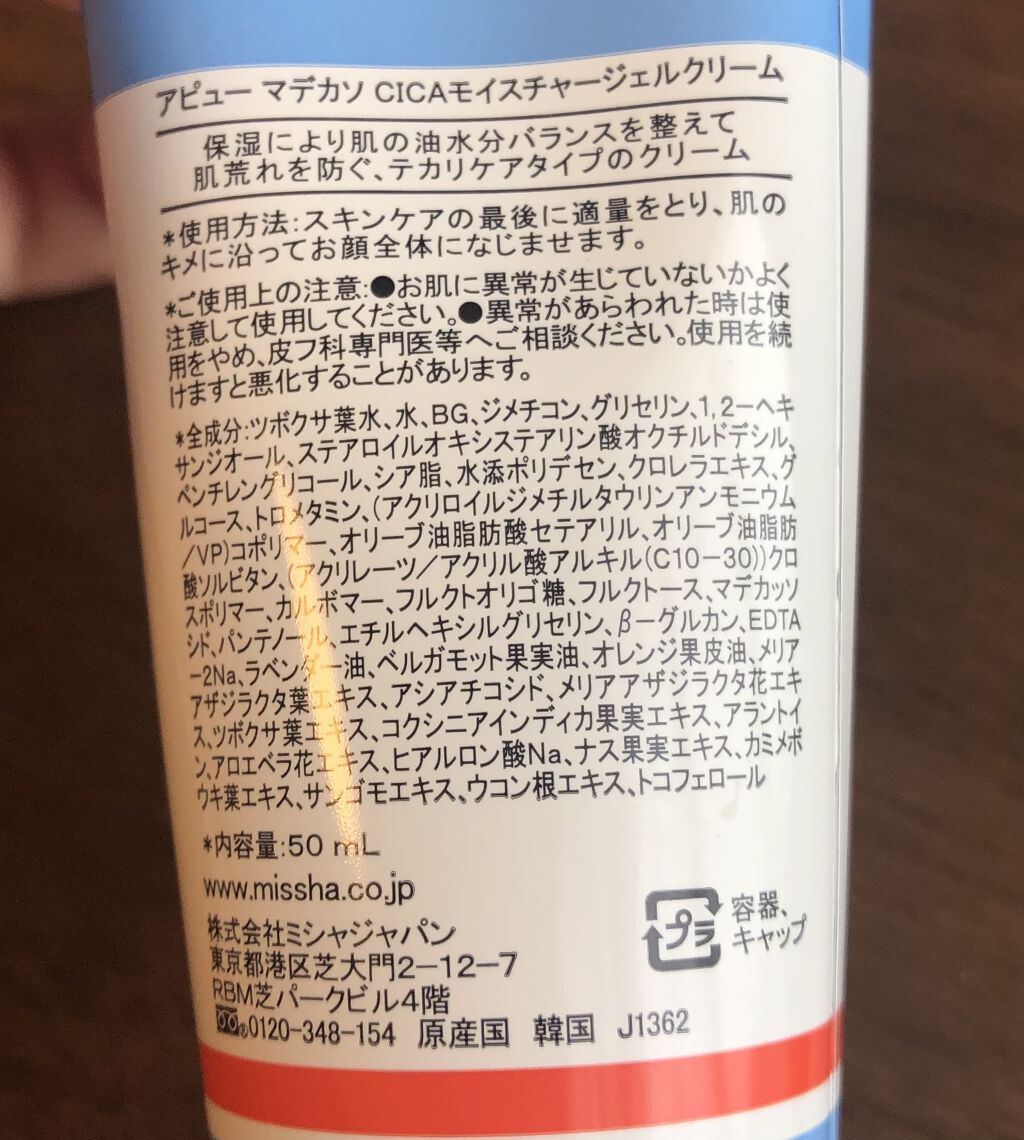 アピュー マデカソ CICAモイスチャージェルクリーム
保湿により肌の油水分バランスを整えて
肌荒れを防ぐ、テカリケアタイプのクリーム
*使用方法:スキンケアの最後に適量をとり、肌の
キメに沿ってお顔全体になじませます。
*ご使用上の注意:●お肌に異常が生じていないかよく
注意して使用してください。●異常があらわれた時は使
用をやめ、皮フ科専門医等へご相談ください。使用を続
けますと悪化することがあります。
*全成分:ツボクサ葉水、水、BG、ジメチコン、グリセリン、1,2-ヘキ
サンジオール、ステアロイルオキシステアリン酸オクチルドデシル、
ペンチレングリコール、シア脂、水添ポリデセン、クロレラエキス、グ
ルコース、トロメタミン、(アクリロイルジメチルタウリンアンモニウム
/VP)コポリマー、オリーブ油脂肪酸セテアリル、オリーブ油脂肪
酸ソルビタン、(アクリレーツ/アクリル酸アルキル(C10-30))クロ
スポリマー、カルボマー、フルクトオリゴ糖、フルクトース、マデカッソ
シド、パンテノール、エチルヘキシルグリセリン、β-グルカン、EDTA
-2Na、ラベンダー油、ベルガモット果実油、オレンジ果皮油、メリア
アザジラクタ葉エキス、アシアチコシド、メリアアザジラクタ花エキ
ス、ツボクサ葉エキス、コクシニアインディカ果実エキス、アラントイ
ン、アロエベラ花エキス、ヒアルロン酸Na、ナス果実エキス、カミメボ
ウキ葉エキス、サンゴモエキス、ウコン根エキス、トコフェロール
*内容量:50 mL
www.missha.co.jp
株式会社ミシャジャパン
東京都港区芝大門2-12-7
RBM芝パークビル4階
0120-348-154 原産国 韓国 J1362
プラ
容器、
キャップ